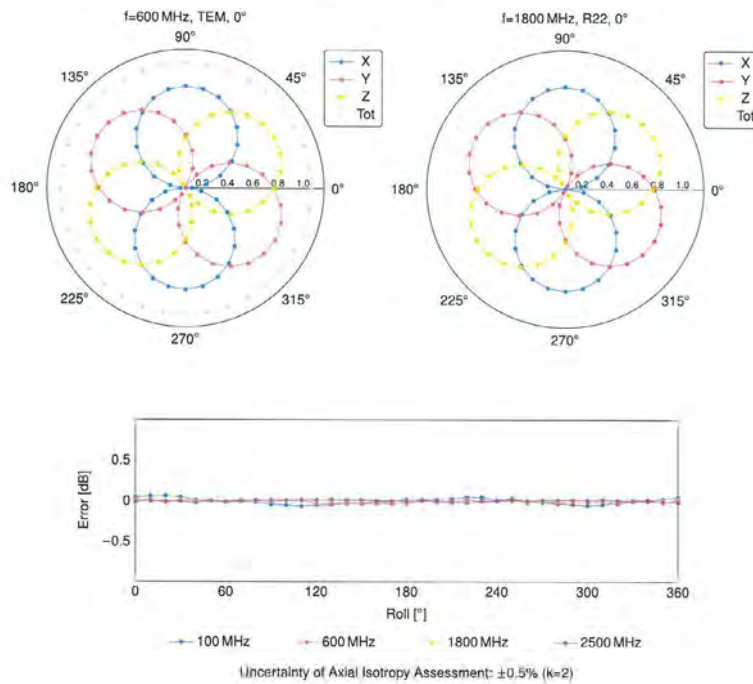 f=600 MHz, TEM, 0°
f=1800 MHz, R22, 0°
90°
135°
45°
180°
0.2 0.4 0.6 0.8 1.0
0°
225°
315°
270°
X
Y
Z
Tot
90°
135°
45°
180°
0.2 0.4 0.6 0.8 1.0
0°
225°
315°
270°
X
Y
Z
Tot
Error [dB]
0.5
0
−0.5
0 60 120 180 240 300 360
Roll [°]
100 MHz 600 MHz 1800 MHz 2500 MHz
Uncertainty of Axial Isotropy Assessment: ±0.5% (k=2)